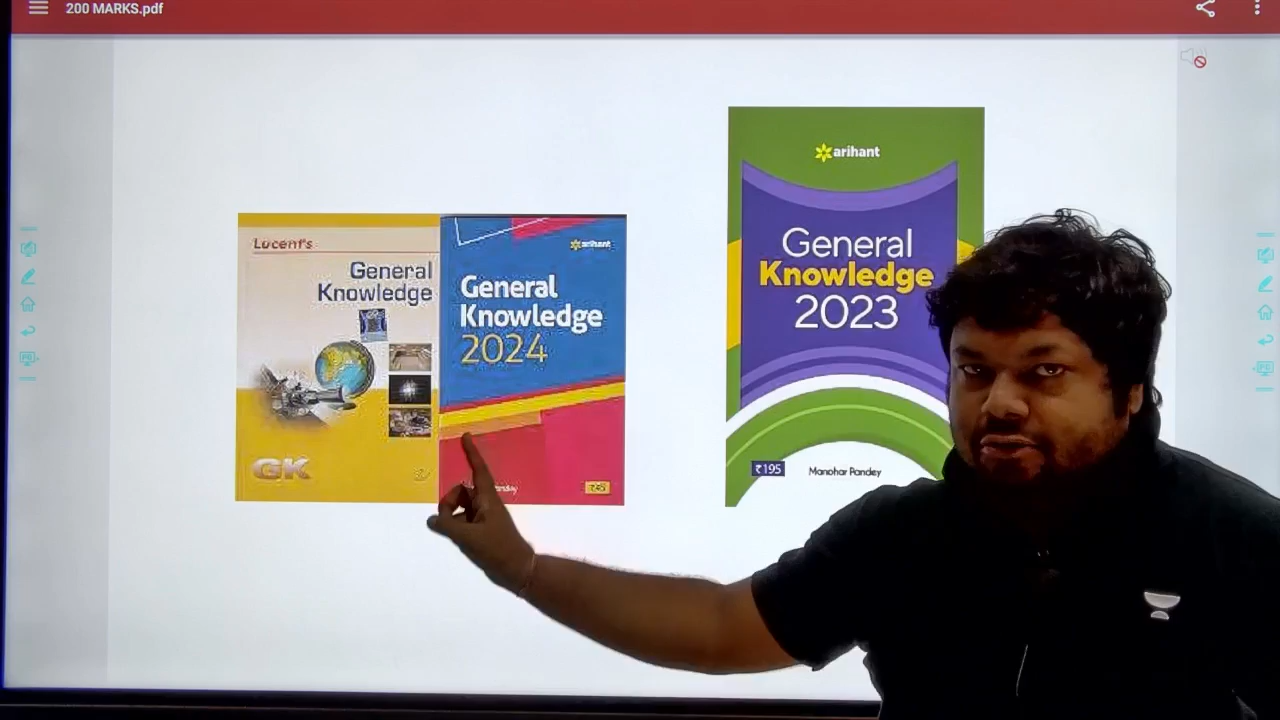 200 MARKS.pdf
Lucent's
General
Knowledge
GK
arihant
General
Knowledge
2024
arihant
General
Knowledge
2023
₹195
Manohar Pandey